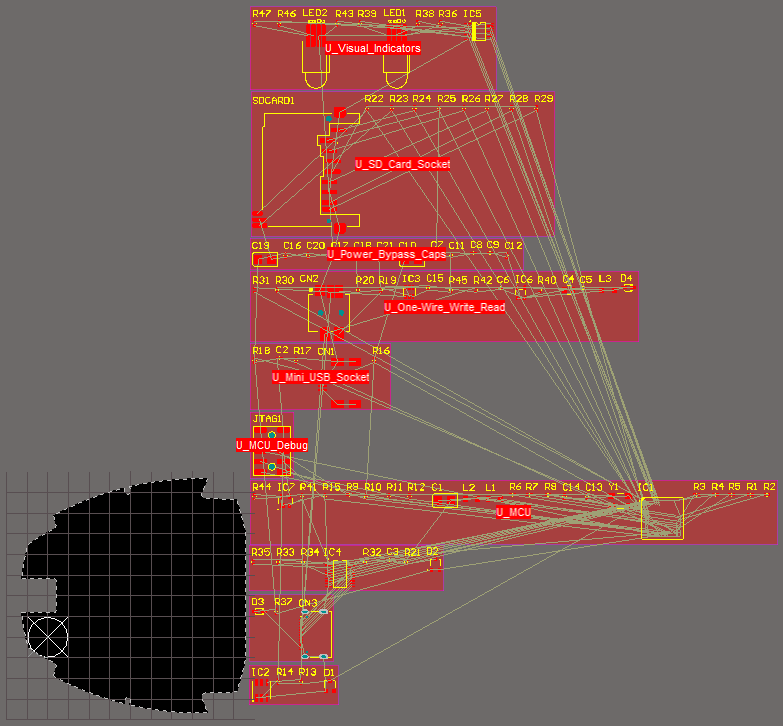 R47 R46 LED2 R43 R39 LED1 R38 R36 IC5
U_Visual_Indicators
SDCARD1 R22 R23 R24 R25 R26 R27 R28 R29
U_SD_Card_Socket
C19 C16 C20 C17 C18 C21 C10 C7 C11 C8 C9 C12
U_Power_Bypass_Caps
R31 R30 CN2 R20 R19 IC3 C15 R45 R42 C6 IC6 R40 C4 C5 L3 D4
U_One-Wire_Write_Read
R18 C2 R17 CN1 R16
U_Mini_USB_Socket
JTAG1
U_MCU_Debug
R44 IC7 R41 R15 R9 R10 R11 R12 C1 L2 L1 R6 R7 R8 C14 C13 Y1 IC1 R3 R4 R5 R1 R2
U_MCU
R35 R33 R34 IC4 R32 C3 R21 D2
D3 R37 CN3
IC2 R14 R13 D1